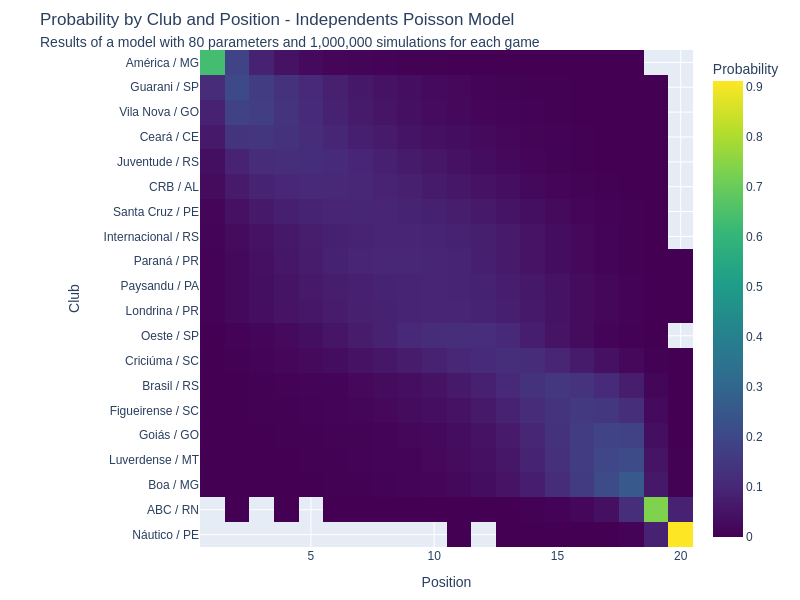 Probability by Club and Position - Independents Poisson Model
Results of a model with 80 parameters and 1,000,000 simulations for each game
Probability
América / MG
Guarani / SP
Vila Nova / GO
Ceará / CE
Juventude / RS
CRB / AL
Santa Cruz / PE
Internacional / RS
Paraná / PR
Paysandu / PA
Londrina / PR
Oeste / SP
Criciúma / SC
Brasil / RS
Figueirense / SC
Goiás / GO
Luverdense / MT
Boa / MG
ABC / RN
Náutico / PE
Club
5
10
15
20
Position
0.9
0.8
0.7
0.6
0.5
0.4
0.3
0.2
0.1
0